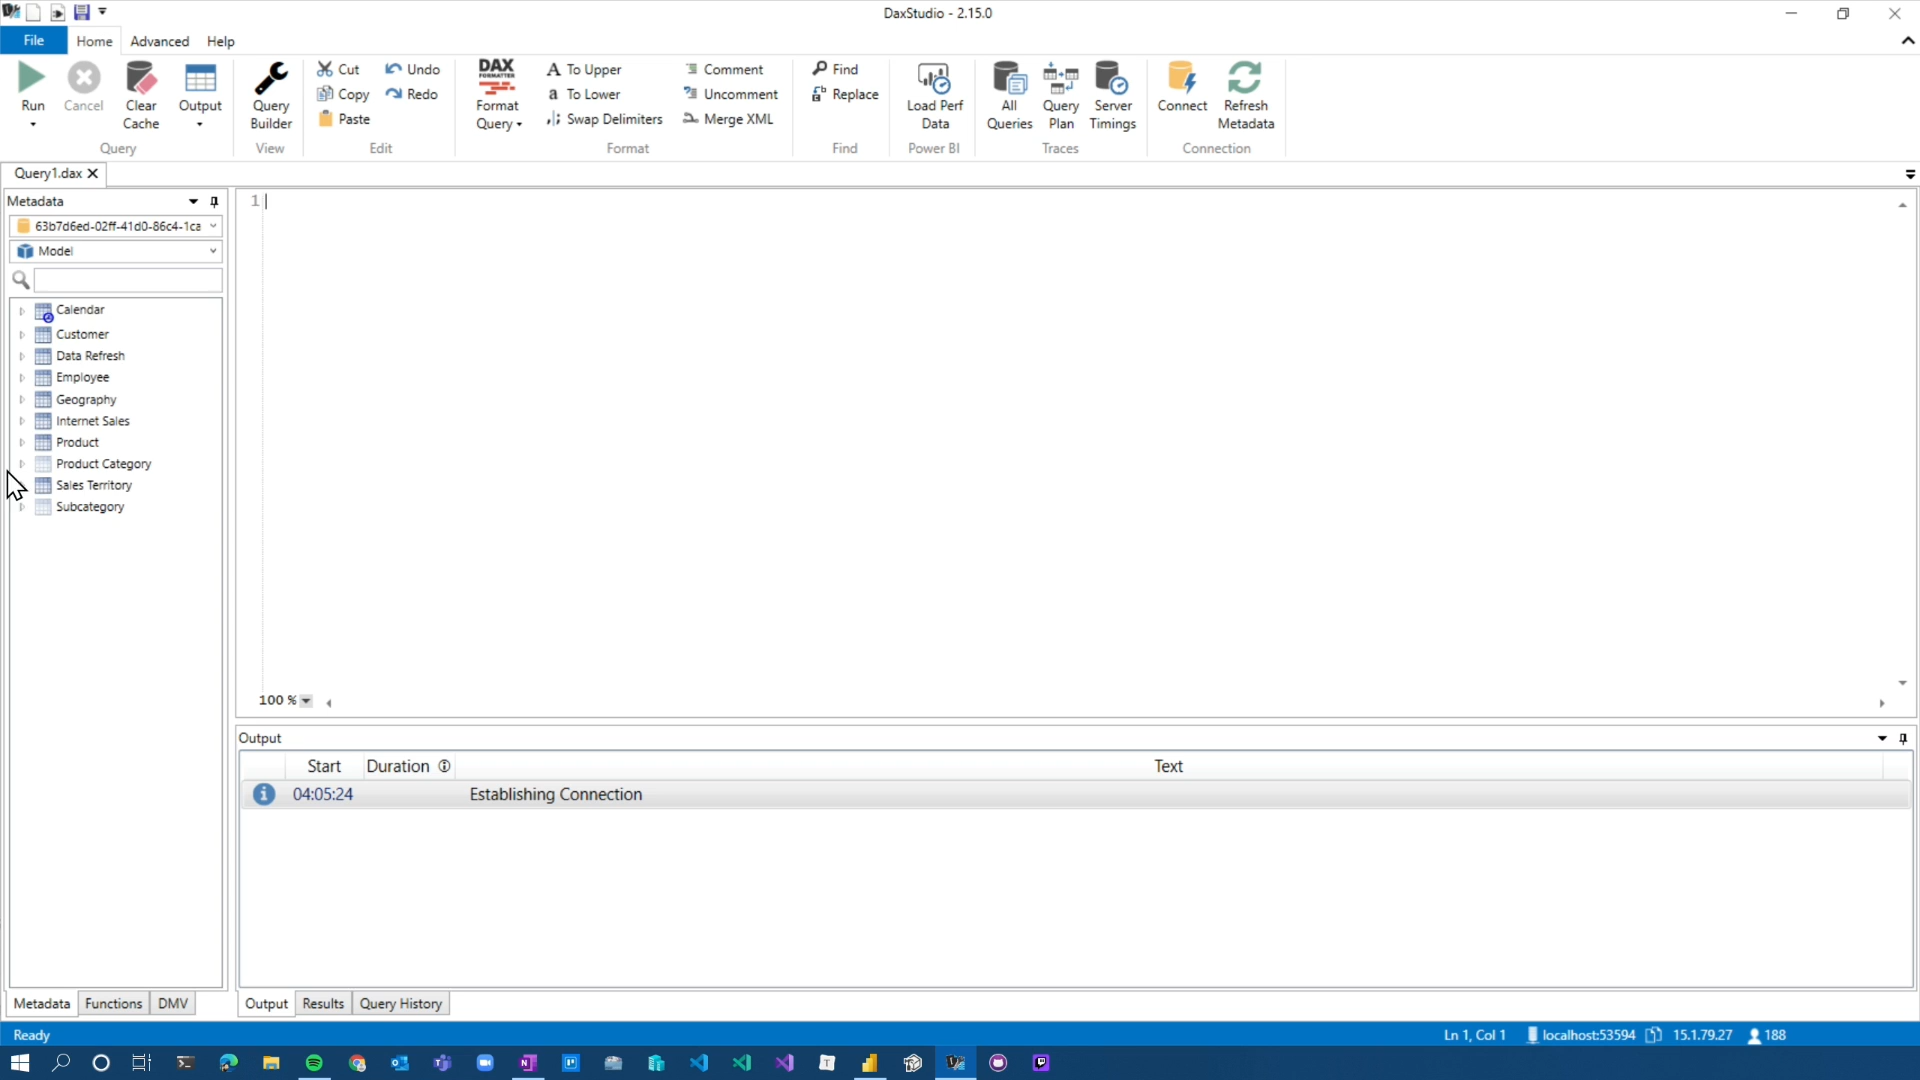 DaxStudio - 2.15.0
File Home Advanced Help
Run
Cancel
Clear Cache
Output
Query
Query Builder
View
Cut
Copy
Paste
Undo
Redo
Edit
DAX
FORMATTER
Format Query
A To Upper
a To Lower
Swap Delimiters
Comment
Uncomment
Merge XML
Format
Find
Replace
Find
Load Perf Data
Power BI
All Queries
Query Plan
Server Timings
Traces
Connect
Refresh Metadata
Connection
Query1.dax
Metadata
63b7d6ed-02ff-41d0-86c4-1ca
Model
Calendar
Customer
Data Refresh
Employee
Geography
Internet Sales
Product
Product Category
Sales Territory
Subcategory
1
100 %
Output
Start Duration Text
04:05:24 Establishing Connection
Metadata Functions DMV
Output Results Query History
Ready Ln 1, Col 1 localhost:53594 15.1.79.27 188